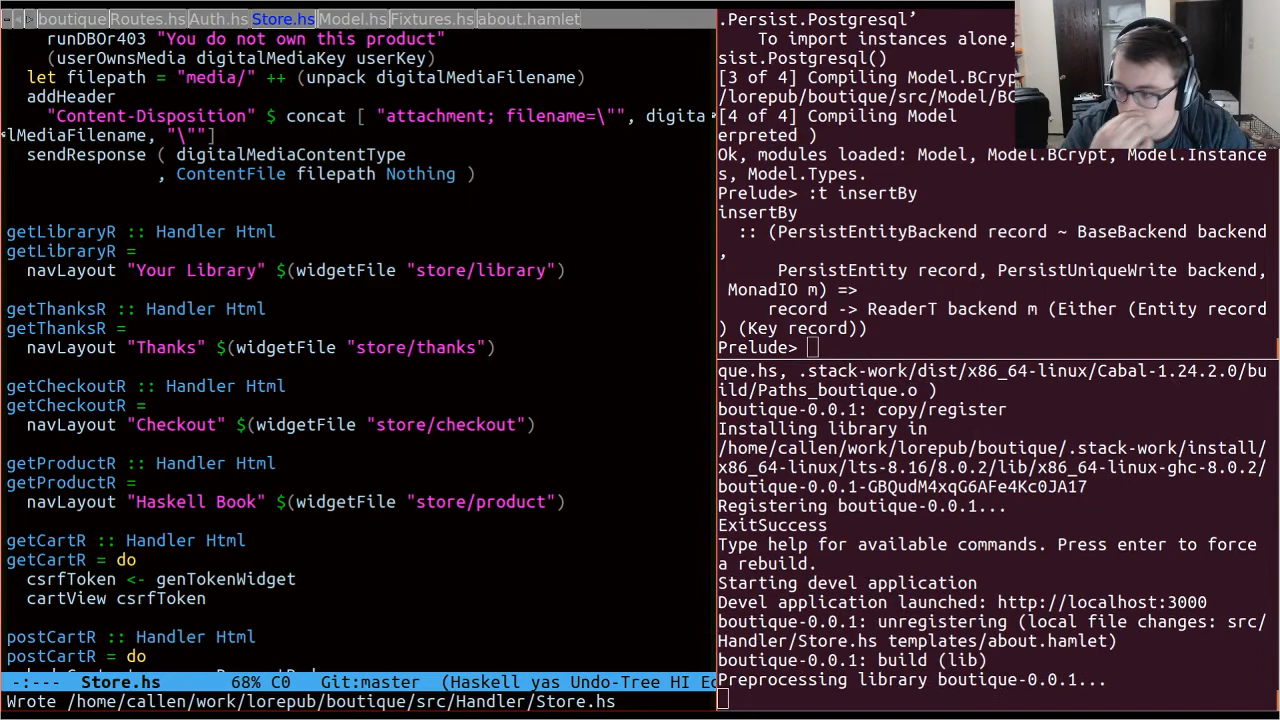 boutique Routes.hs Auth.hs Store.hs Model.hs Fixtures.hs about.hamlet
runDBOr403 "You do not own this product"
(userOwnsMedia digitalMediaKey userKey)
let filepath = "media/" ++ (unpack digitalMediaFilename)
addHeader
"Content-Disposition" $ concat [ "attachment; filename=\"", digita
lMediaFilename, "\""]
sendResponse ( digitalMediaContentType
, ContentFile filepath Nothing )
getLibraryR :: Handler Html
getLibraryR =
navLayout "Your Library" $(widgetFile "store/library")
getThanksR :: Handler Html
getThanksR =
navLayout "Thanks" $(widgetFile "store/thanks")
getCheckoutR :: Handler Html
getCheckoutR =
navLayout "Checkout" $(widgetFile "store/checkout")
getProductR :: Handler Html
getProductR =
navLayout "Haskell Book" $(widgetFile "store/product")
getCartR :: Handler Html
getCartR = do
csrfToken <- genTokenWidget
cartView csrfToken
postCartR :: Handler Html
postCartR = do
-:--- Store.hs 68% C0 Git:master (Haskell yas Undo-Tree HI Ec
Wrote /home/callen/work/lorepub/boutique/src/Handler/Store.hs
.Persist.Postgresql’
To import instances alone,
sist.Postgresql()
[3 of 4] Compiling Model.BCryp
/lorepub/boutique/src/Model/BC
[4 of 4] Compiling Model
erpreted )
Ok, modules loaded: Model, Model.BCrypt, Model.Instance
s, Model.Types.
Prelude> :t insertBy
insertBy
:: (PersistEntityBackend record ~ BaseBackend backend
,
PersistEntity record, PersistUniqueWrite backend,
MonadIO m) =>
record -> ReaderT backend m (Either (Entity record
) (Key record))
Prelude>
que.hs, .stack-work/dist/x86_64-linux/Cabal-1.24.2.0/bu
ild/Paths_boutique.o )
boutique-0.0.1: copy/register
Installing library in
/home/callen/work/lorepub/boutique/.stack-work/install/
x86_64-linux/lts-8.16/8.0.2/lib/x86_64-linux-ghc-8.0.2/
boutique-0.0.1-GBQudM4xqG6AFe4Kc0JA17
Registering boutique-0.0.1...
ExitSuccess
Type help for available commands. Press enter to force
a rebuild.
Starting devel application
Devel application launched: http://localhost:3000
boutique-0.0.1: unregistering (local file changes: src/
Handler/Store.hs templates/about.hamlet)
boutique-0.0.1: build (lib)
Preprocessing library boutique-0.0.1...